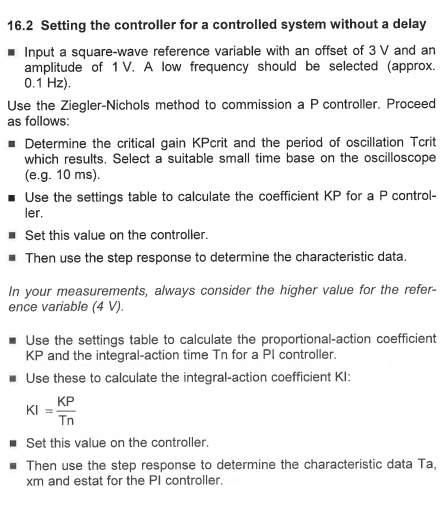 16.2 Setting the controller for a controlled system without a delay
■ Input a square-wave reference variable with an offset of 3 V and an
amplitude of 1 V. A low frequency should be selected (approx.
0.1 Hz).
Use the Ziegler-Nichols method to commission a P controller. Proceed
as follows:
■ Determine the critical gain KPcrit and the period of oscillation Tcrit
which results. Select a suitable small time base on the oscilloscope
(e.g. 10 ms).
■ Use the settings table to calculate the coefficient KP for a P control-
ler.
■ Set this value on the controller.
■ Then use the step response to determine the characteristic data.
In your measurements, always consider the higher value for the refer-
ence variable (4 V).
■ Use the settings table to calculate the proportional-action coefficient
KP and the integral-action time Tn for a PI controller.
■ Use these to calculate the integral-action coefficient KI:
KI = KP
Tn
■ Set this value on the controller.
■ Then use the step response to determine the characteristic data Ta,
xm and estat for the PI controller.